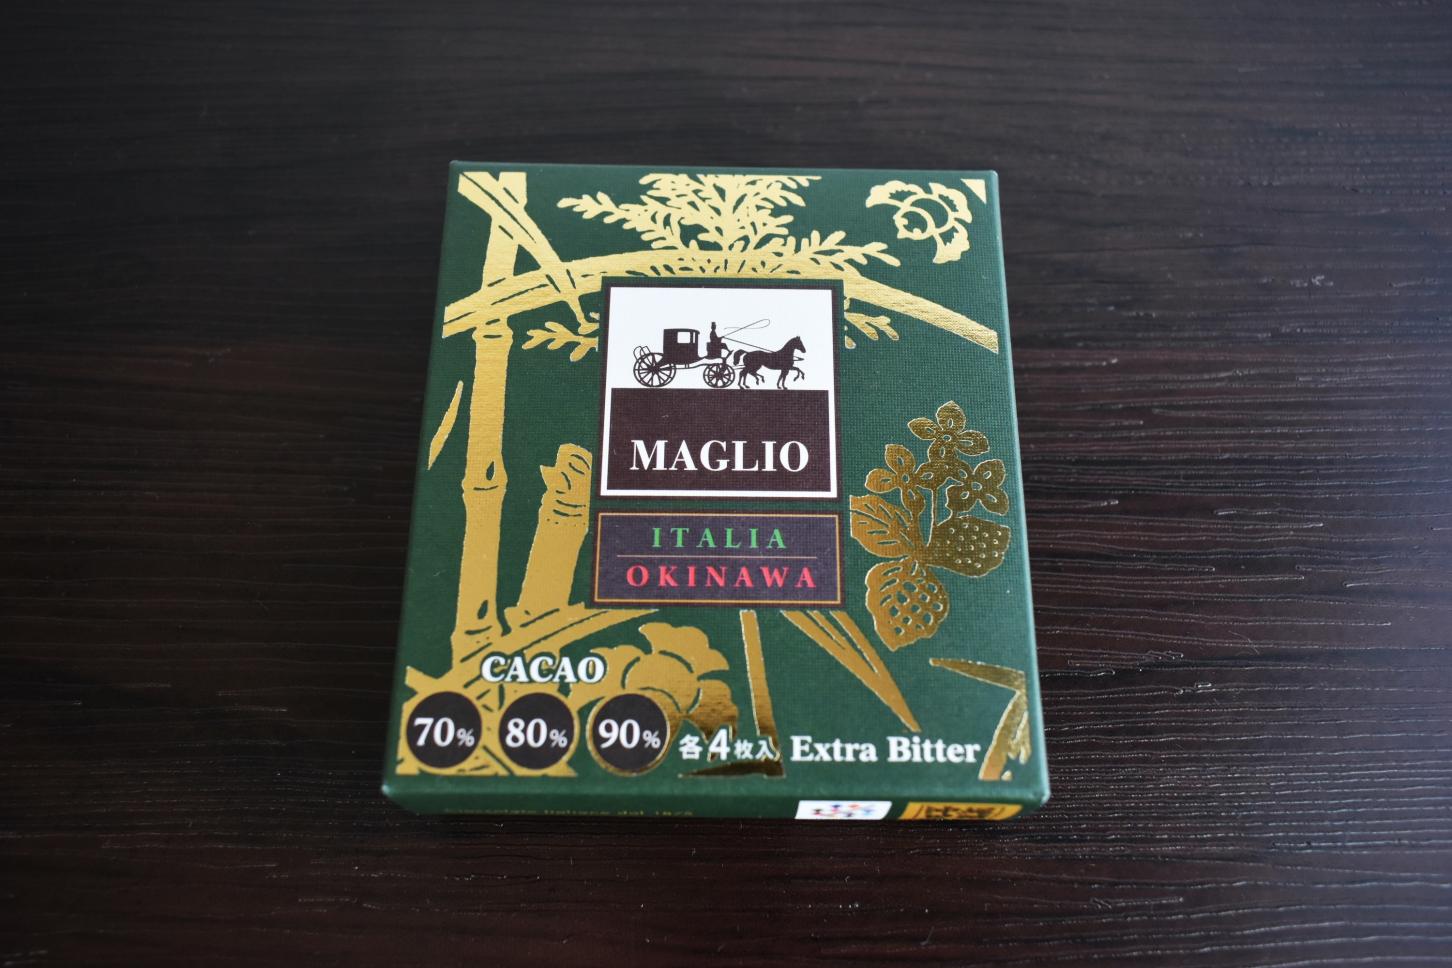 MAGLIO
ITALIA
OKINAWA
CACAO
70% 80% 90% 各4枚入 Extra Bitter